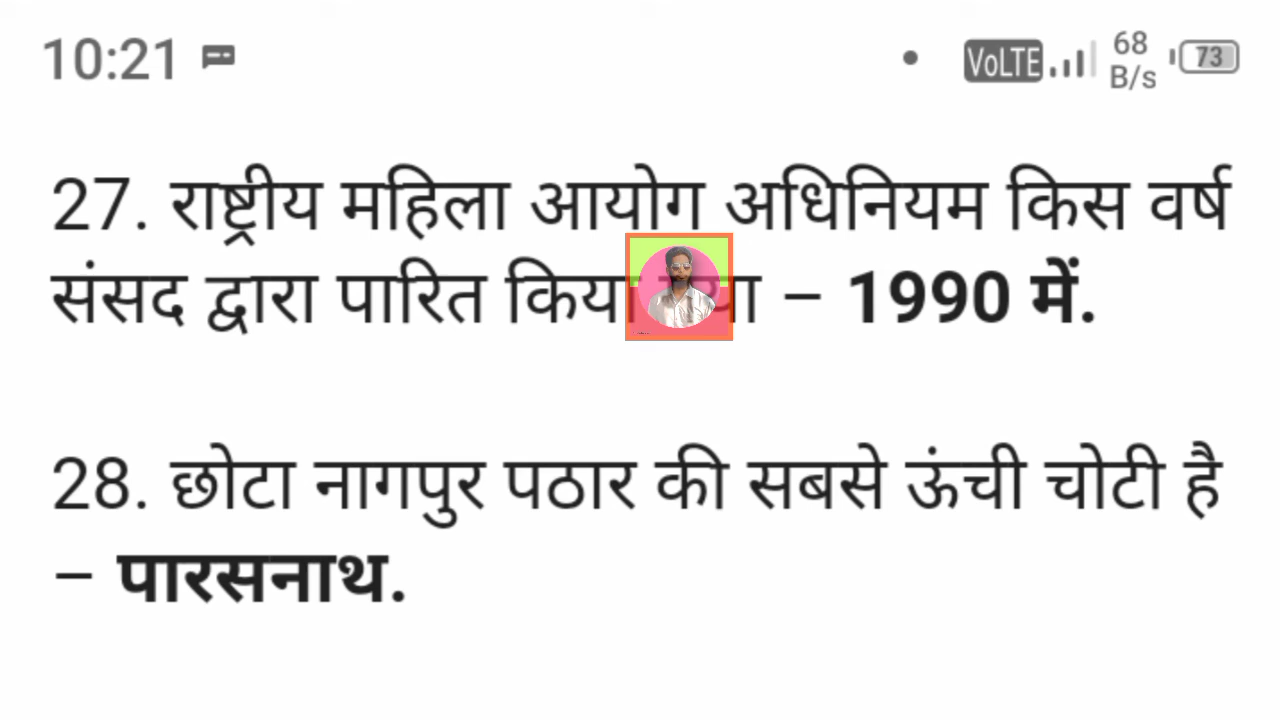 10:21 VoLTE 68 B/s 73
27. राष्ट्रीय महिला आयोग अधिनियम किस वर्ष
संसद द्वारा पारित किया – 1990 में.
28. छोटा नागपुर पठार की सबसे ऊंची चोटी है
– पारसनाथ.